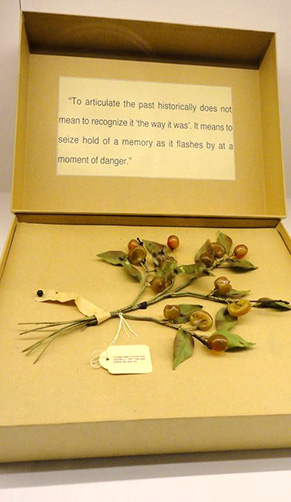 "To articulate the past historically does not
mean to recognize it 'the way it was'. It means to
seize hold of a memory as it flashes by at a
moment of danger."